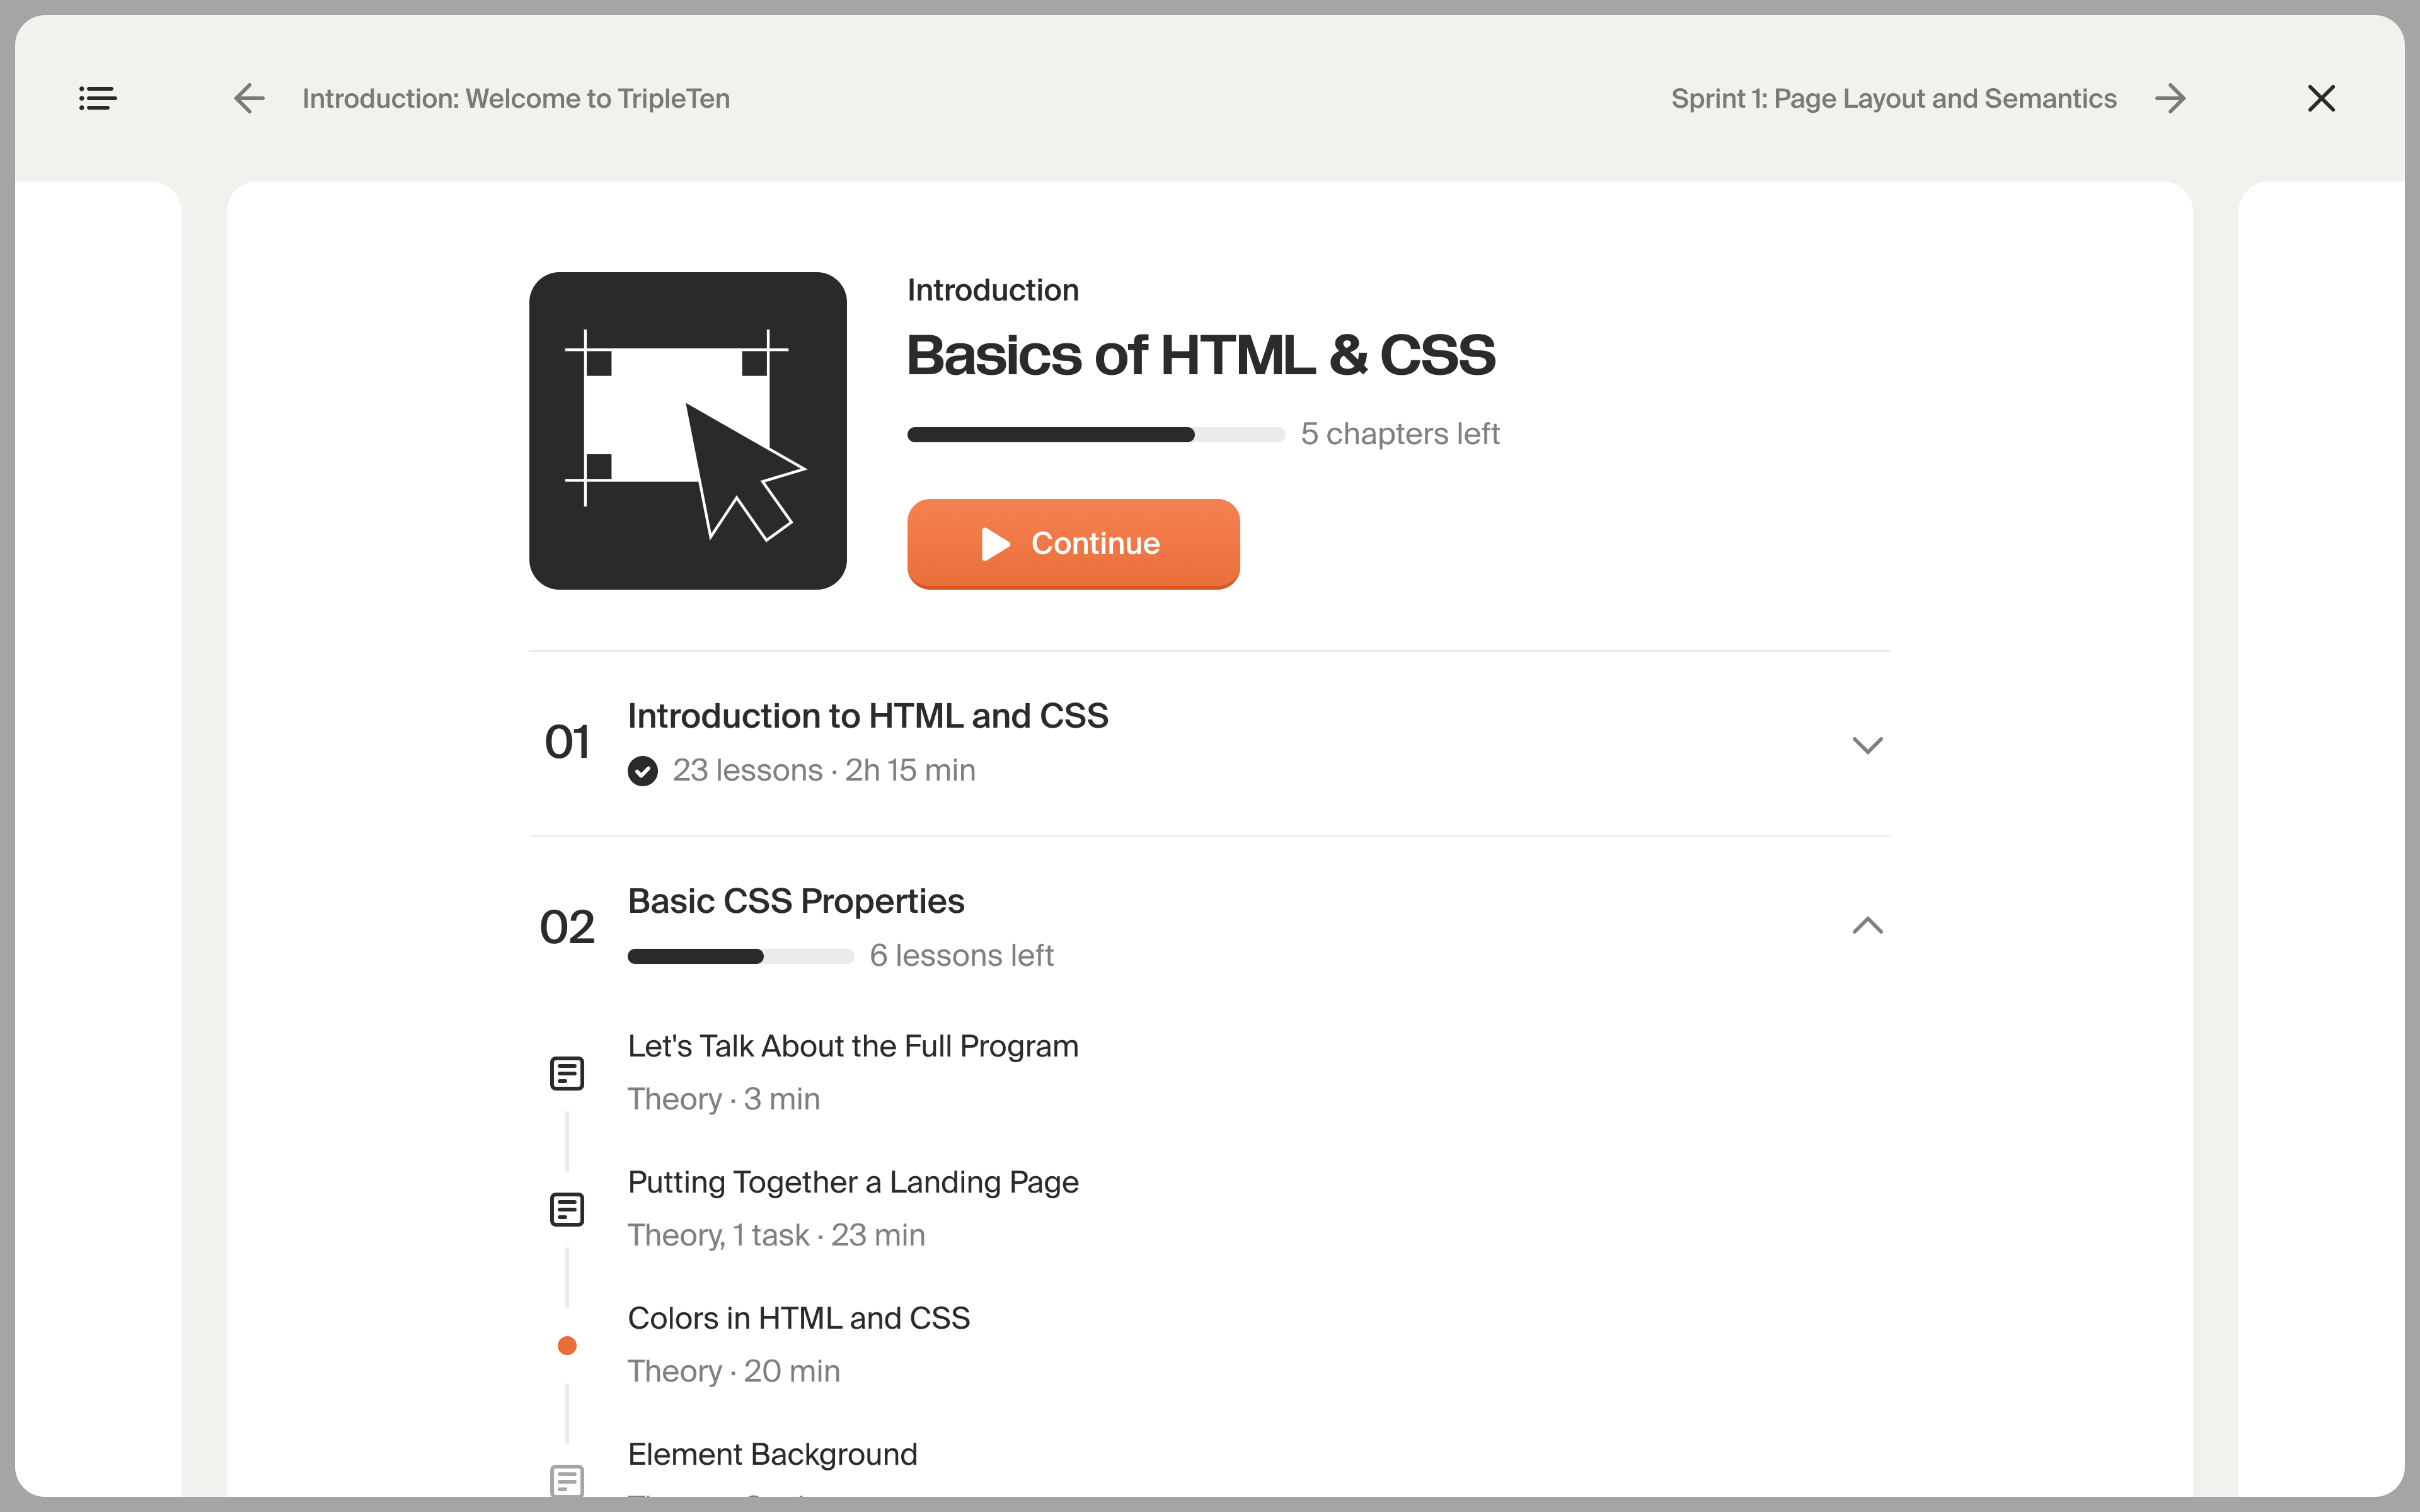 Introduction: Welcome to TripleTen
Sprint 1: Page Layout and Semantics
Introduction
Basics of HTML & CSS
5 chapters left
Continue
01
Introduction to HTML and CSS
23 lessons · 2h 15 min
02
Basic CSS Properties
6 lessons left
Let's Talk About the Full Program
Theory · 3 min
Putting Together a Landing Page
Theory, 1 task · 23 min
Colors in HTML and CSS
Theory · 20 min
Element Background